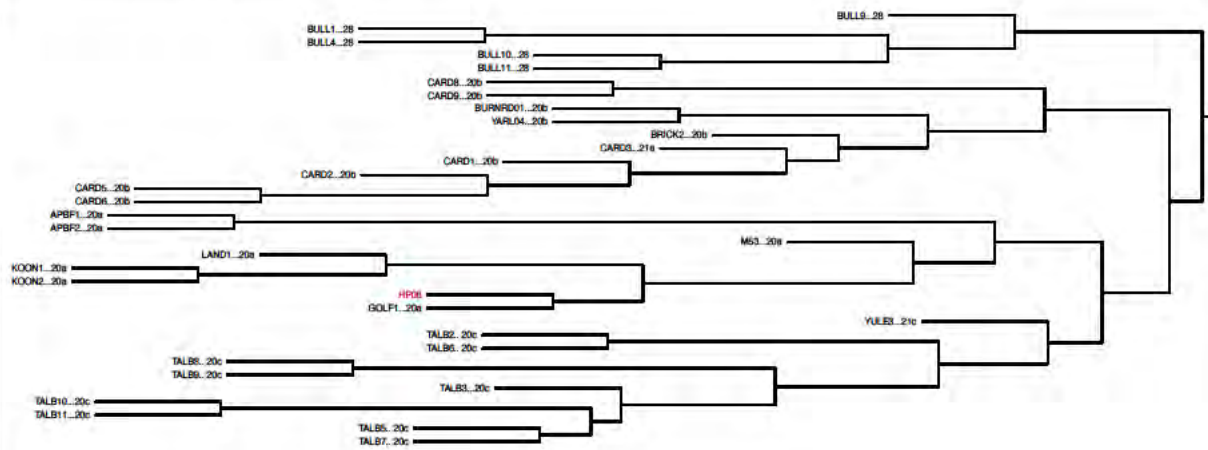 BULL9...28
BULL1...28
BULL4...28
BULL10...28
BULL11...28
CARD8...20b
CARD9...20b
BURNRD01...20b
YARL04...20b
BRICK2...20b
CARD3...21a
CARD1...20b
CARD2...20b
CARD5...20b
CARD6...20b
APBF1...20a
APBF2...20a
M53...20a
LAND1...20a
KOON1...20a
KOON2...20a
HP06
GOLF1...20a
YULE3...21c
TALB2...20c
TALB6...20c
TALB8...20c
TALB9...20c
TALB3...20c
TALB10...20c
TALB11...20c
TALB5...20c
TALB7...20c